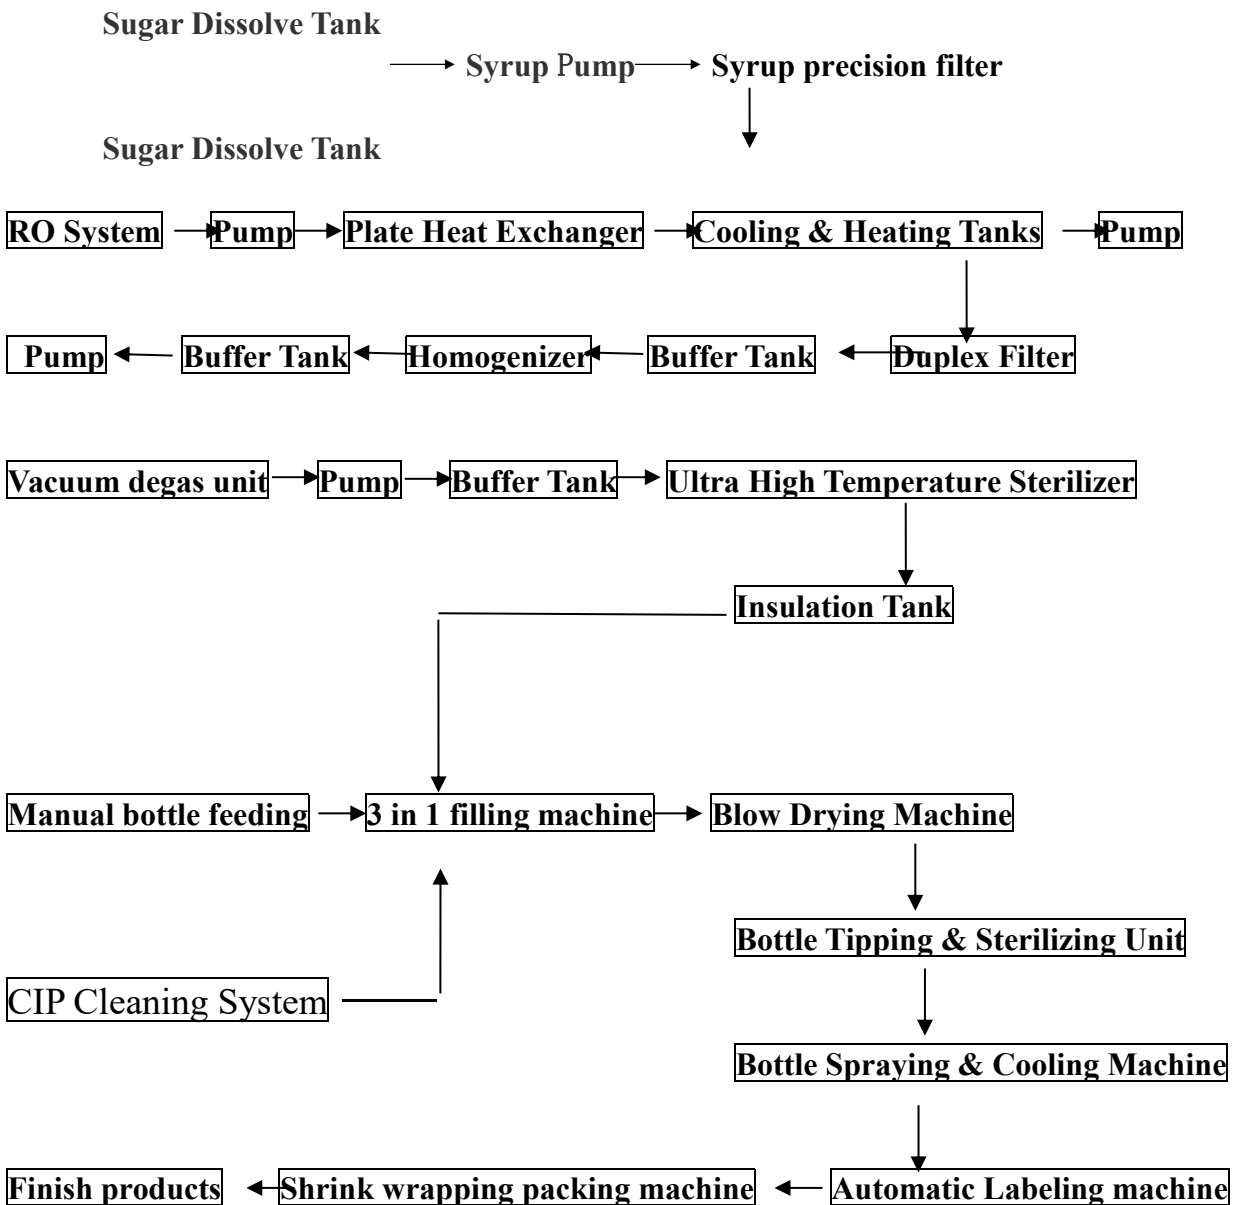 Sugar Dissolve Tank
Syrup Pump Syrup precision filter
Sugar Dissolve Tank
RO System Pump Plate Heat Exchanger Cooling & Heating Tanks Pump
Pump Buffer Tank Homogenizer Buffer Tank Duplex Filter
Vacuum degas unit Pump Buffer Tank Ultra High Temperature Sterilizer
Insulation Tank
Manual bottle feeding 3 in 1 filling machine Blow Drying Machine
Bottle Tipping & Sterilizing Unit
CIP Cleaning System
Bottle Spraying & Cooling Machine
Finish products Shrink wrapping packing machine Automatic Labeling machine